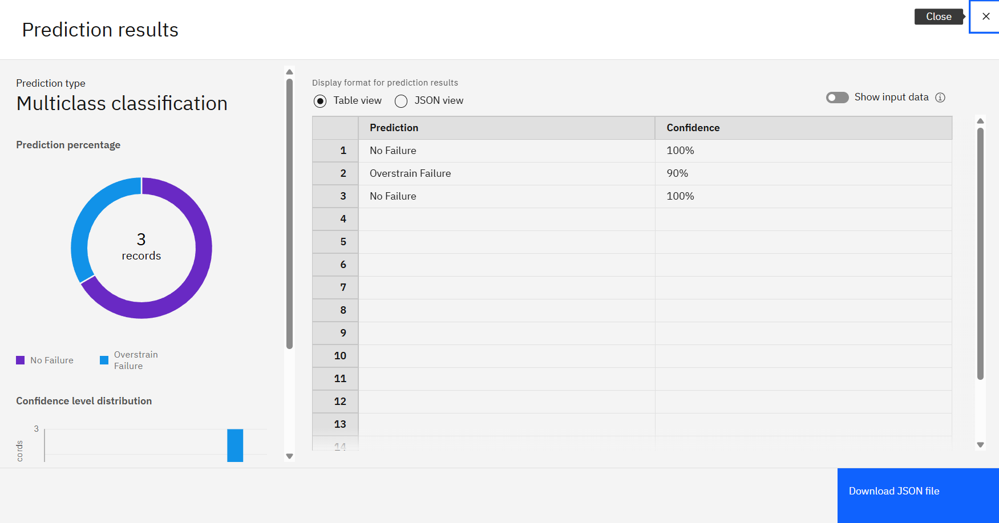 Prediction results
Close
Prediction type
Multiclass classification
Prediction percentage
3
records
No Failure
Overstrain
Failure
Confidence level distribution
3
cords
Display format for prediction results
Table view JSON view
Show input data
Prediction Confidence
1 No Failure 100%
2 Overstrain Failure 90%
3 No Failure 100%
4
5
6
7
8
9
10
11
12
13
14
Download JSON file